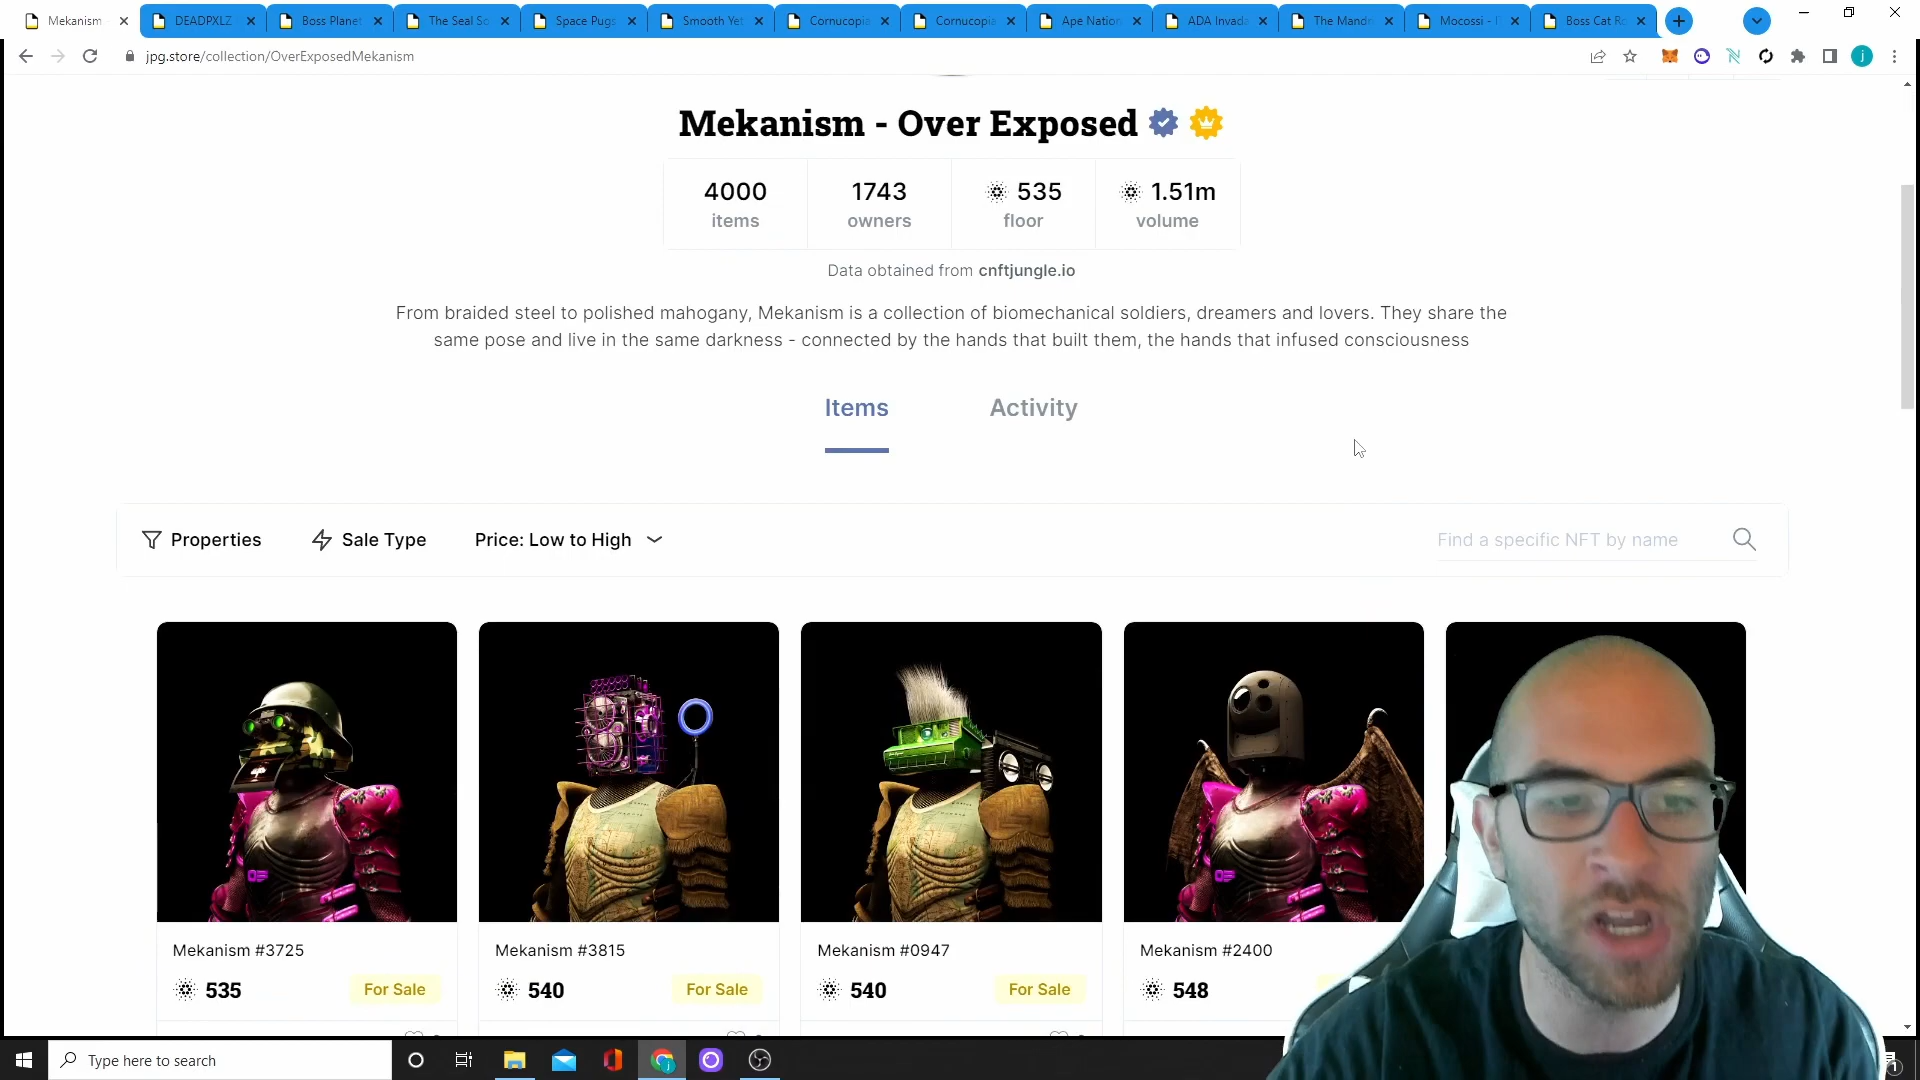 Mekanism
DEADPXLZ
Boss Planet
The Seal So
Space Pugs
Smooth Yet
Cornucopia
Cornucopia
Ape Nation
ADA Invada
The Mandr
Mocossi - I
Boss Cat Ro
jpg.store/collection/OverExposedMekanism
j
Mekanism - Over Exposed
4000 1743 535 1.51m
items owners floor volume
Data obtained from cnftjungle.io
From braided steel to polished mahogany, Mekanism is a collection of biomechanical soldiers, dreamers and lovers. They share the
same pose and live in the same darkness - connected by the hands that built them, the hands that infused consciousness
Items Activity
Properties Sale Type Price: Low to High Find a specific NFT by name
Mekanism #3725 Mekanism #3815 Mekanism #0947 Mekanism #2400
535 For Sale 540 For Sale 540 For Sale 548
Type here to search
1